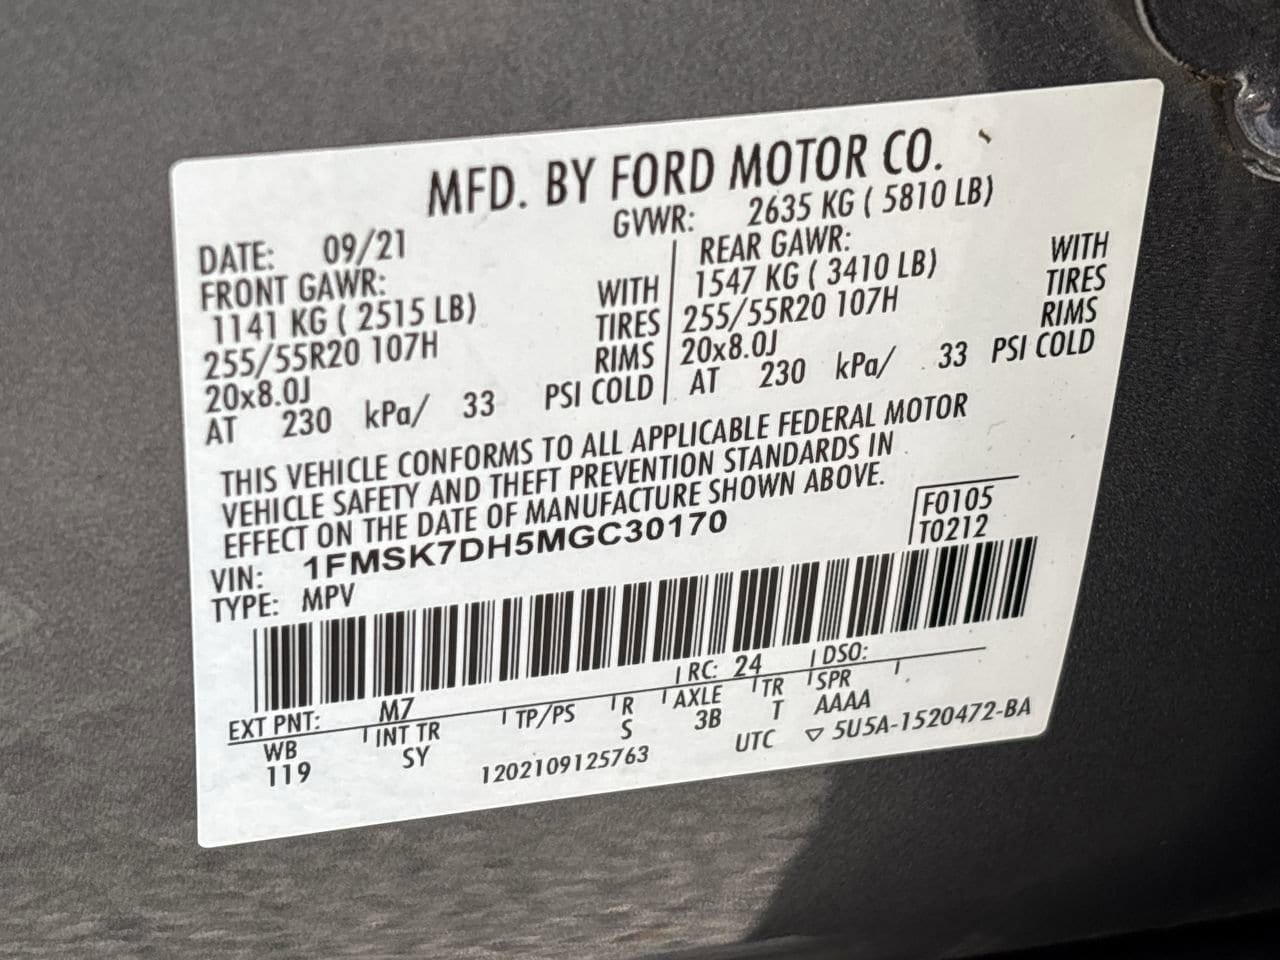 MFD. BY FORD MOTOR CO.
DATE: 09/21 GVWR: 2635 KG ( 5810 LB)
FRONT GAWR: REAR GAWR:
1141 KG ( 2515 LB) WITH 1547 KG ( 3410 LB) WITH
255/55R20 107H TIRES 255/55R20 107H TIRES
20x8.0J RIMS 20x8.0J RIMS
AT 230 kPa/ 33 PSI COLD AT 230 kPa/ 33 PSI COLD
THIS VEHICLE CONFORMS TO ALL APPLICABLE FEDERAL MOTOR
VEHICLE SAFETY AND THEFT PREVENTION STANDARDS IN
EFFECT ON THE DATE OF MANUFACTURE SHOWN ABOVE.
VIN: 1FMSK7DH5MGC30170 F0105
TYPE: MPV T0212
EXT PNT: M7 RC: 24 DSO:
WB INT TR TP/PS R AXLE TR SPR
119 SY S 3B T AAAA
1202109125763 UTC ▽ 5U5A-1520472-BA